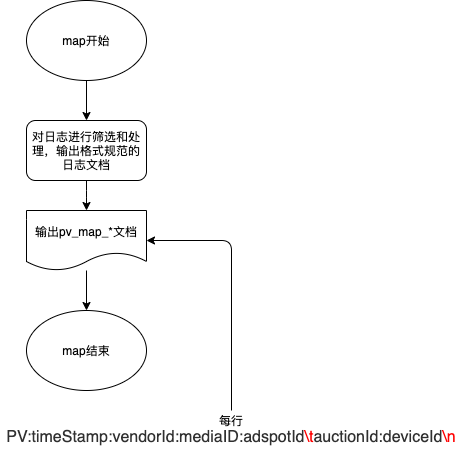 map开始
对日志进行筛选和处
理，输出格式规范的
日志文档
输出pv_map_*文档
map结束
每行
PV:timeStamp:vendorId:mediaID:adspotId\tauctionId:deviceId\n